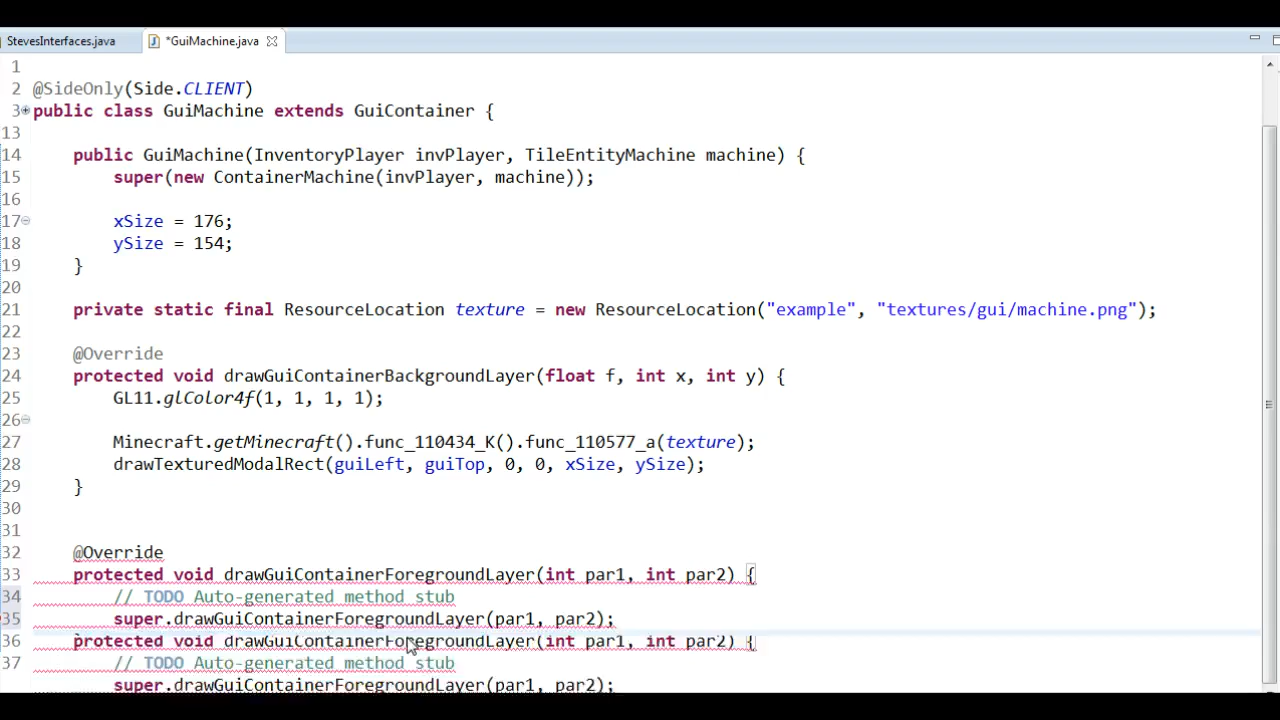 StevesInterfaces.java *GuiMachine.java
1
2 @SideOnly(Side.CLIENT)
3 public class GuiMachine extends GuiContainer {
13
14 public GuiMachine(InventoryPlayer invPlayer, TileEntityMachine machine) {
15 super(new ContainerMachine(invPlayer, machine));
16
17 xSize = 176;
18 ySize = 154;
19 }
20
21 private static final ResourceLocation texture = new ResourceLocation("example", "textures/gui/machine.png");
22
23 @Override
24 protected void drawGuiContainerBackgroundLayer(float f, int x, int y) {
25 GL11.glColor4f(1, 1, 1, 1);
26
27 Minecraft.getMinecraft().func_110434_K().func_110577_a(texture);
28 drawTexturedModalRect(guiLeft, guiTop, 0, 0, xSize, ySize);
29 }
30
31
32 @Override
33 protected void drawGuiContainerForegroundLayer(int par1, int par2) {
34 // TODO Auto-generated method stub
35 super.drawGuiContainerForegroundLayer(par1, par2);
36 protected void drawGuiContainerForegroundLayer(int par1, int par2) {
37 // TODO Auto-generated method stub
super.drawGuiContainerForegroundLayer(par1, par2);